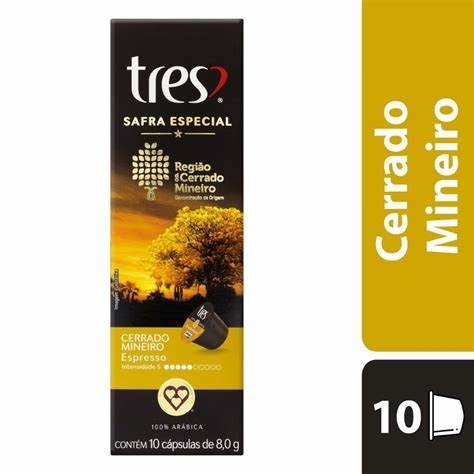 tres
®
SAFRA ESPECIAL
Região
do Cerrado
Mineiro
Denominação de Origem
CERRADO
MINEIRO
Espresso
Intensidade 5
tres
100% ARÁBICA
CONTÉM 10 cápsulas de 8,0 g
Cerrado
Mineiro
10